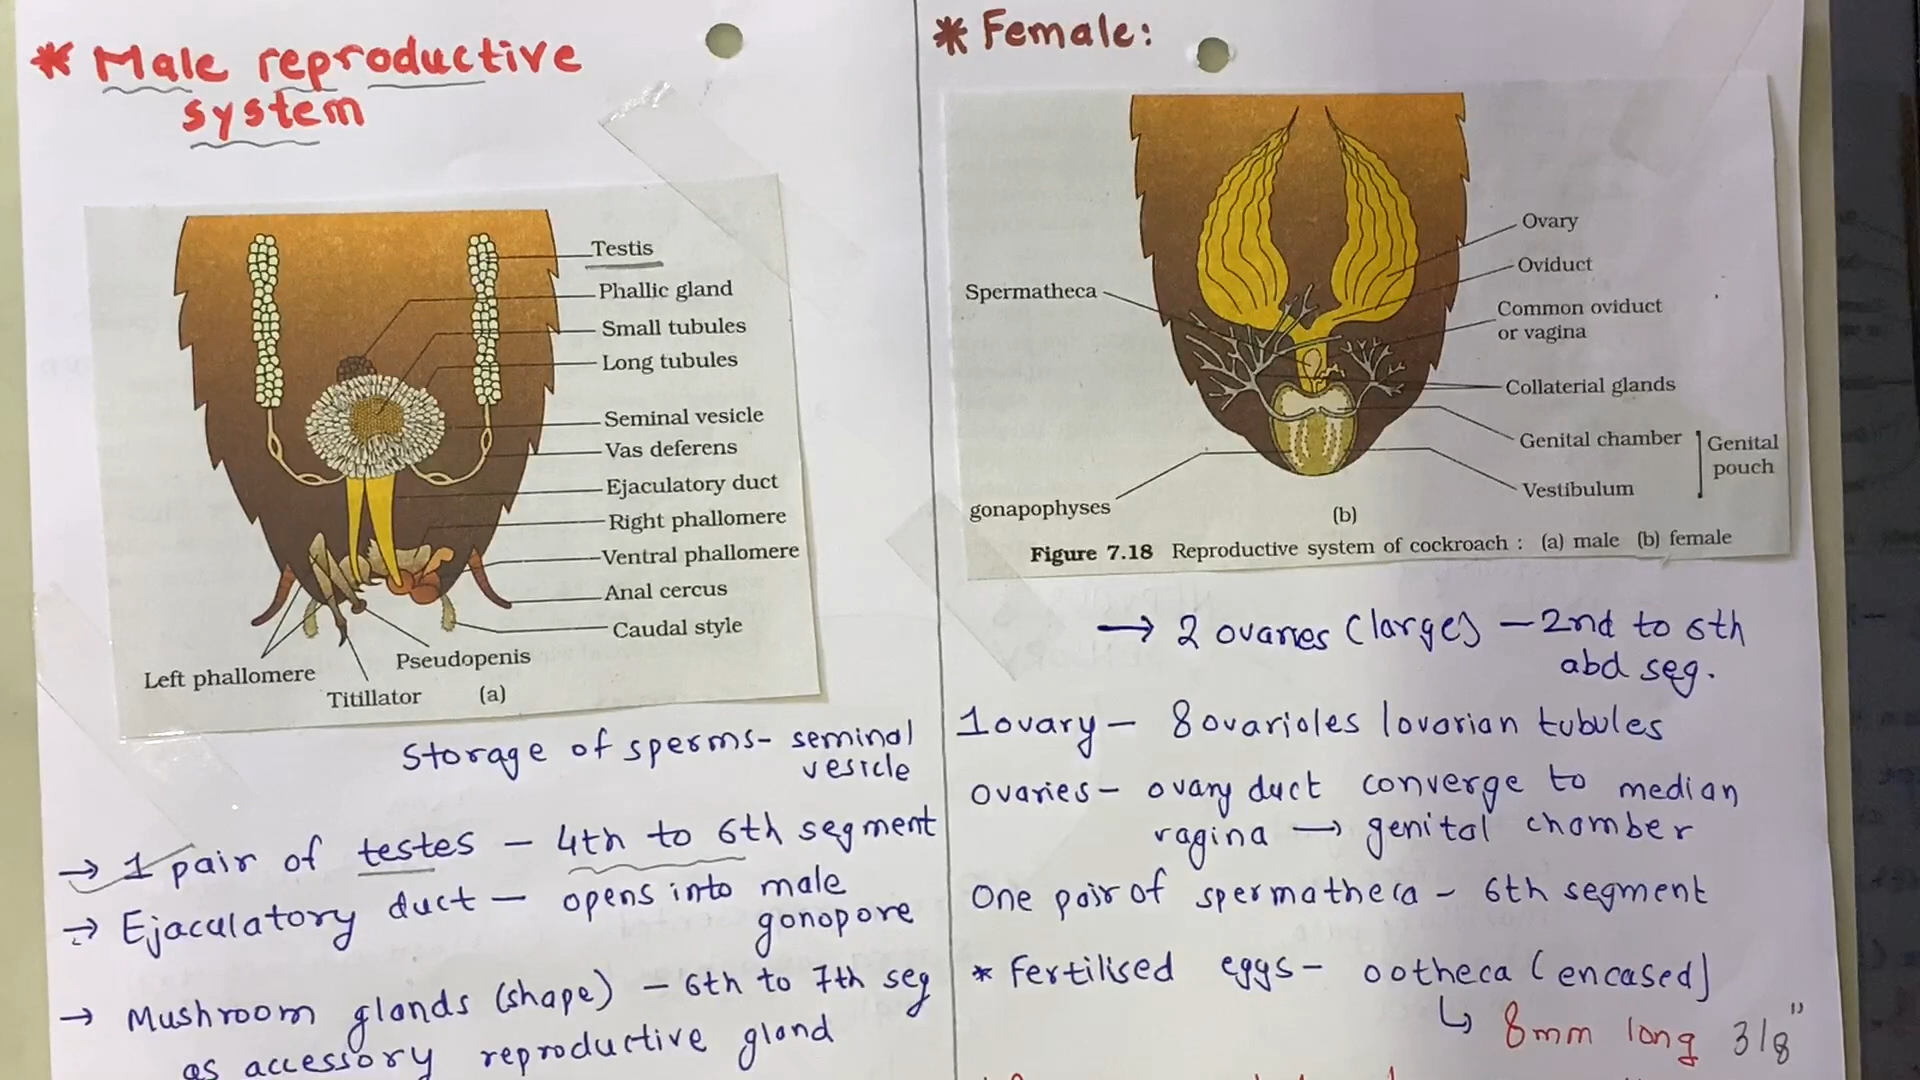 * Male reproductive
system
Testis
Phallic gland
Small tubules
Long tubules
Seminal vesicle
Vas deferens
Ejaculatory duct
Right phallomere
Ventral phallomere
Anal cercus
Caudal style
Pseudopenis
Left phallomere
Titillator
(a)
Storage of sperms- seminal
vesicle
→ 1 pair of testes - 4th to 6th segment
→ Ejaculatory duct - opens into male
gonopore
→ Mushroom glands (shape) - 6th to 7th seg
as accessory reproductive gland
* Female:
Ovary
Oviduct
Spermatheca
Common oviduct
or vagina
Collaterial glands
Genital chamber
Genital
pouch
Vestibulum
gonapophyses
(b)
Figure 7.18 Reproductive system of cockroach : (a) male (b) female
→ 2 ovaries (large) - 2nd to 6th
abd seg.
1 ovary - 8 ovarioles / ovarian tubules
ovaries - ovary duct converge to median
vagina → genital chamber
One pair of spermatheca - 6th segment
* Fertilised eggs - ootheca (encased)
↳ 8mm long 3/8"